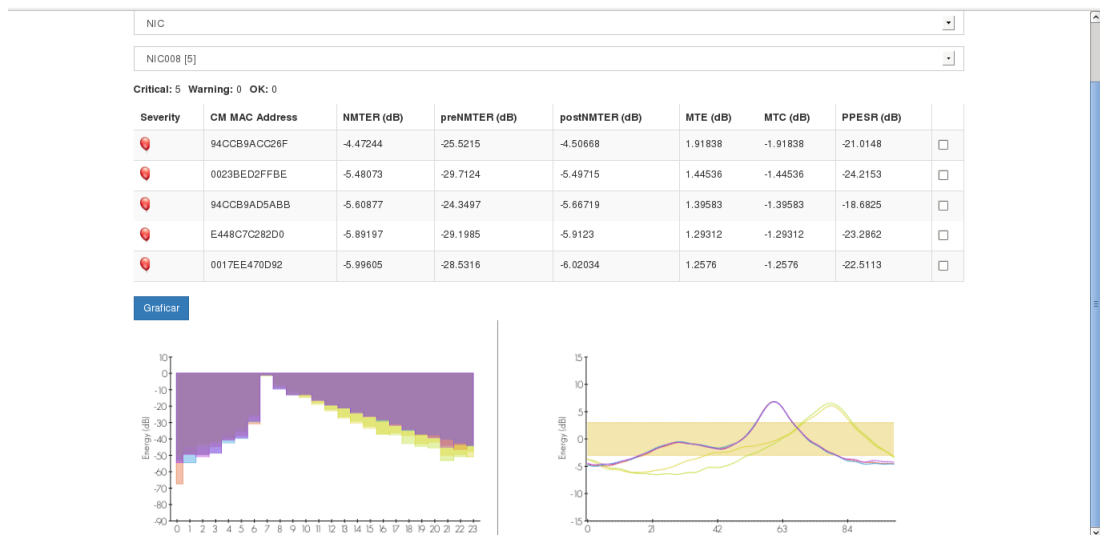 NIC
NIC008 [5]
Critical: 5 Warning: 0 OK: 0
Severity CM MAC Address NMTER (dB) preNMTER (dB) postNMTER (dB) MTE (dB) MTC (dB) PPESR (dB)
94CCB9ACC26F -4.47244 -25.5215 -4.50668 1.91838 -1.91838 -21.0148
0023BED2FFBE -5.48073 -29.7124 -5.49715 1.44536 -1.44536 -24.2153
94CCB9AD5ABB -5.60877 -24.3497 -5.66719 1.39583 -1.39583 -18.6825
E448C7C282D0 -5.89197 -29.1985 -5.9123 1.29312 -1.29312 -23.2862
0017EE470D92 -5.99605 -28.5316 -6.02034 1.2576 -1.2576 -22.5113
Graficar
10
0
-10
-20
-30
-40
-50
-60
-70
-80
-90
Energy (dB)
0 1 2 3 4 5 6 7 8 9 10 11 12 13 14 15 16 17 18 19 20 21 22 23
15
10
5
0
-5
-10
-15
Energy (dB)
0 21 42 63 84